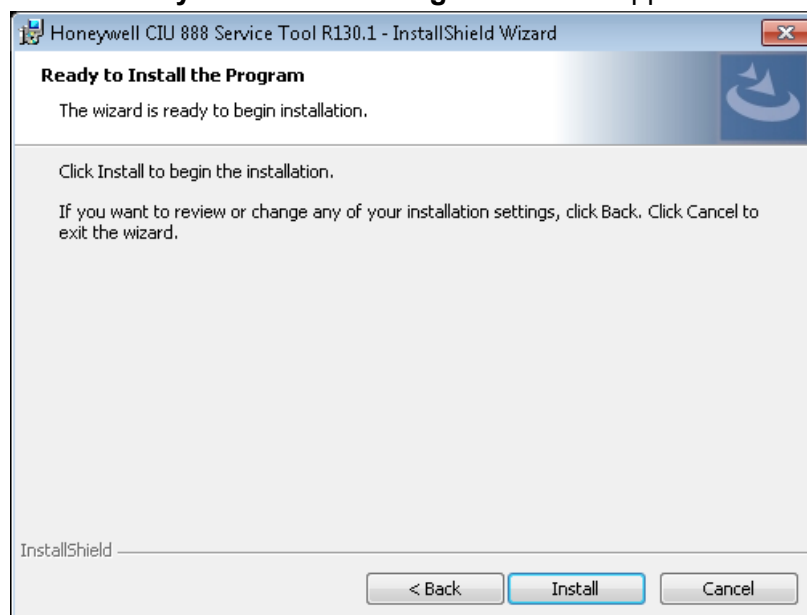 Honeywell CIU 888 Service Tool R130.1 - InstallShield Wizard
Ready to Install the Program
The wizard is ready to begin installation.
Click Install to begin the installation.
If you want to review or change any of your installation settings, click Back. Click Cancel to
exit the wizard.
InstallShield
< Back Install Cancel